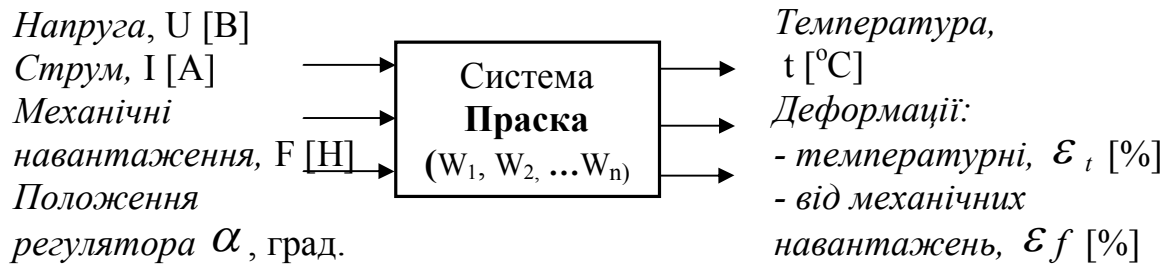 Напруга, U [В]
Струм, I [А]
Механічні
навантаження, F [Н]
Положення
регулятора α, град.
Система
Праска
(W1, W2, ...Wn)
Температура,
t [°C]
Деформації:
- температурні, ε t [%]
- від механічних
навантажень, ε f [%]